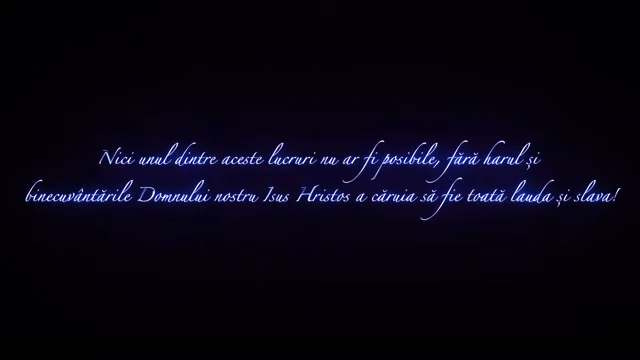 Nici unul dintre aceste lucruri nu ar fi posibile, fără harul și
binecuvântările Domnului nostru Isus Hristos a căruia să fie toată lauda și slava!